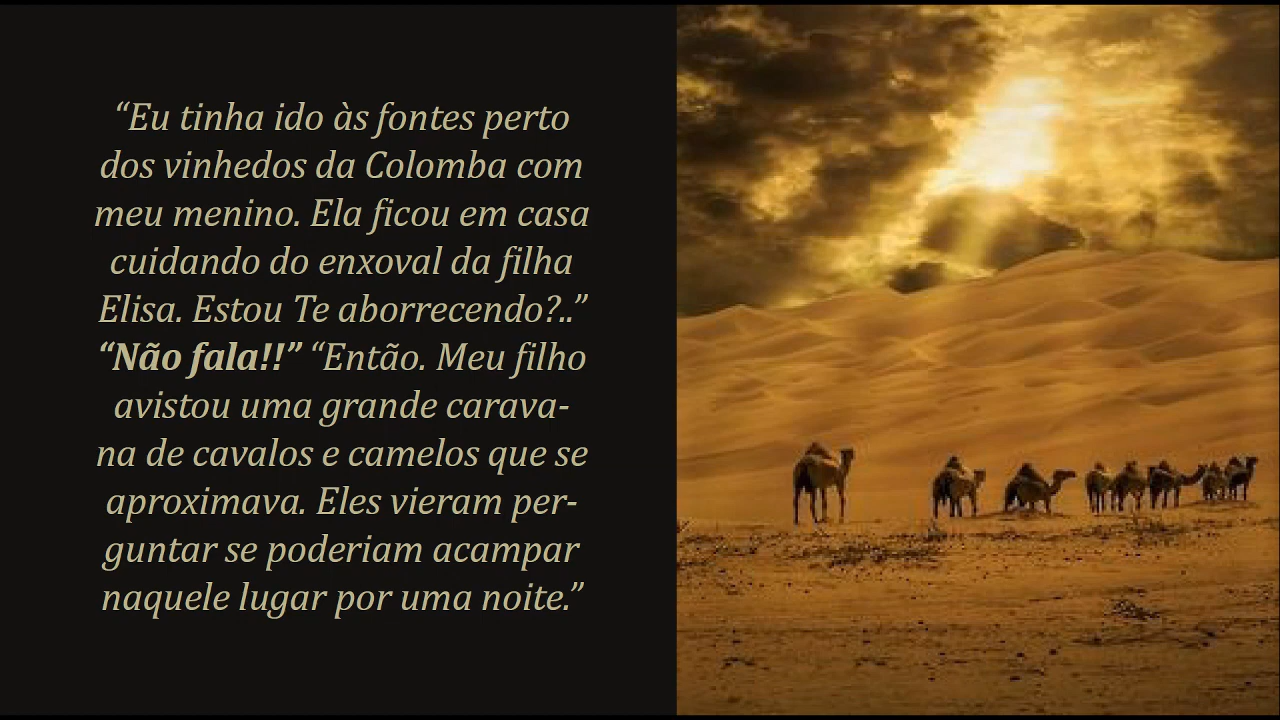 “Eu tinha ido às fontes perto
dos vinhedos da Colomba com
meu menino. Ela ficou em casa
cuidando do enxoval da filha
Elisa. Estou Te aborrecendo?..”
“Não fala!!” “Então. Meu filho
avistou uma grande carava-
na de cavalos e camelos que se
aproximava. Eles vieram per-
guntar se poderiam acampar
naquele lugar por uma noite.”